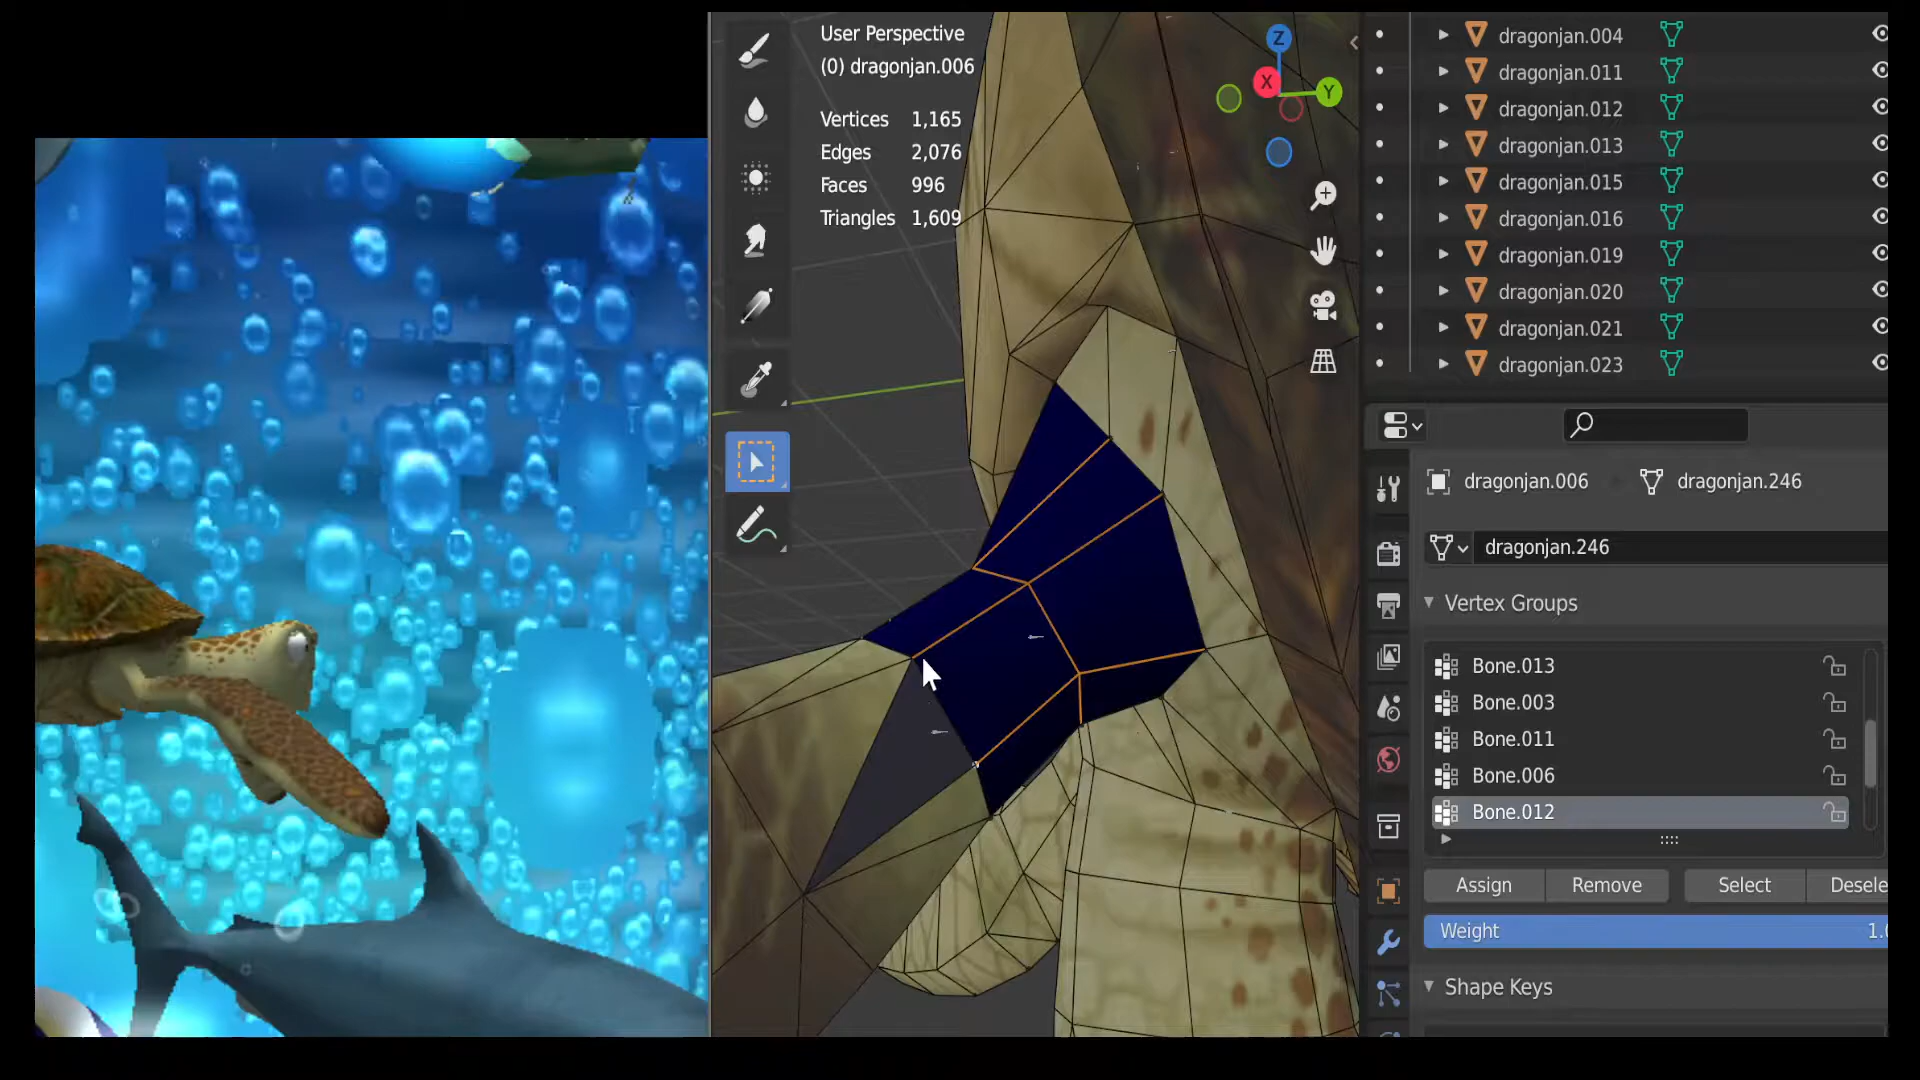 User Perspective
(0) dragonjan.006
Vertices 1,165
Edges 2,076
Faces 996
Triangles 1,609
Z
X
Y
dragonjan.004
dragonjan.011
dragonjan.012
dragonjan.013
dragonjan.015
dragonjan.016
dragonjan.019
dragonjan.020
dragonjan.021
dragonjan.023
dragonjan.006 dragonjan.246
dragonjan.246
Vertex Groups
Bone.013
Bone.003
Bone.011
Bone.006
Bone.012
Assign Remove Select Desele
Weight 1.0
Shape Keys